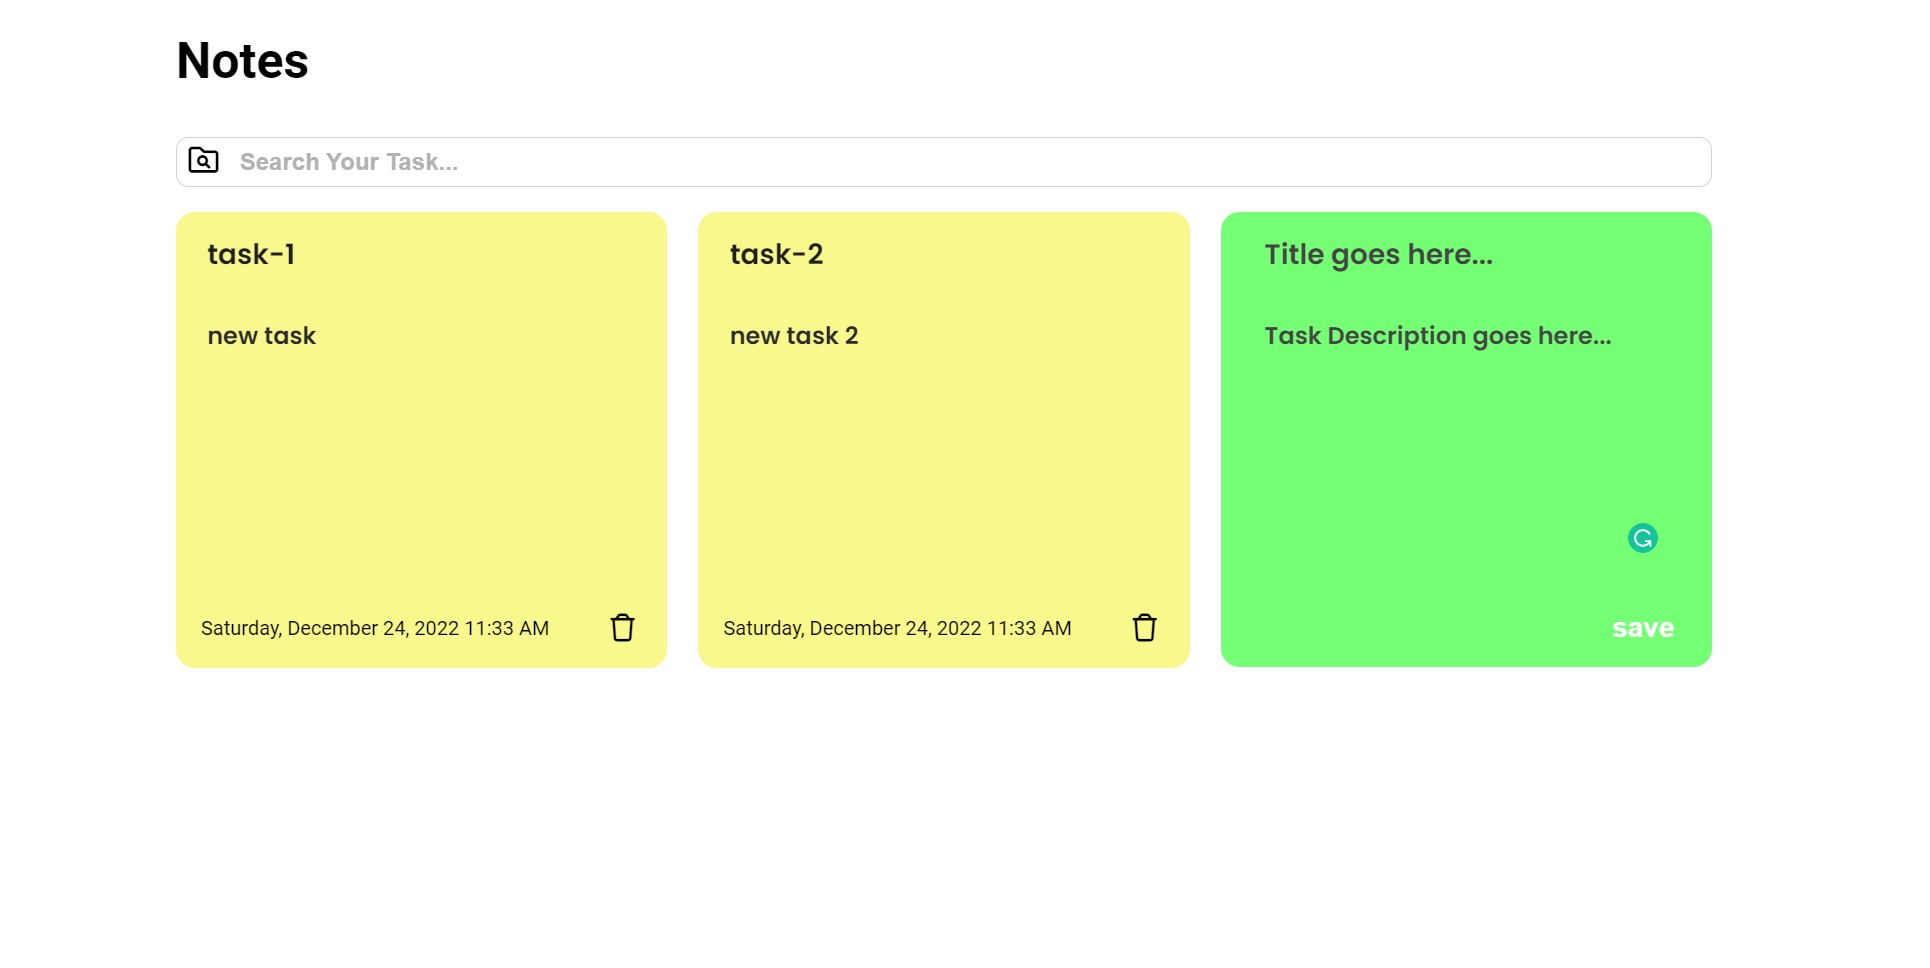 Notes
Search Your Task...
task-1
new task
Saturday, December 24, 2022 11:33 AM
task-2
new task 2
Saturday, December 24, 2022 11:33 AM
Title goes here...
Task Description goes here...
save